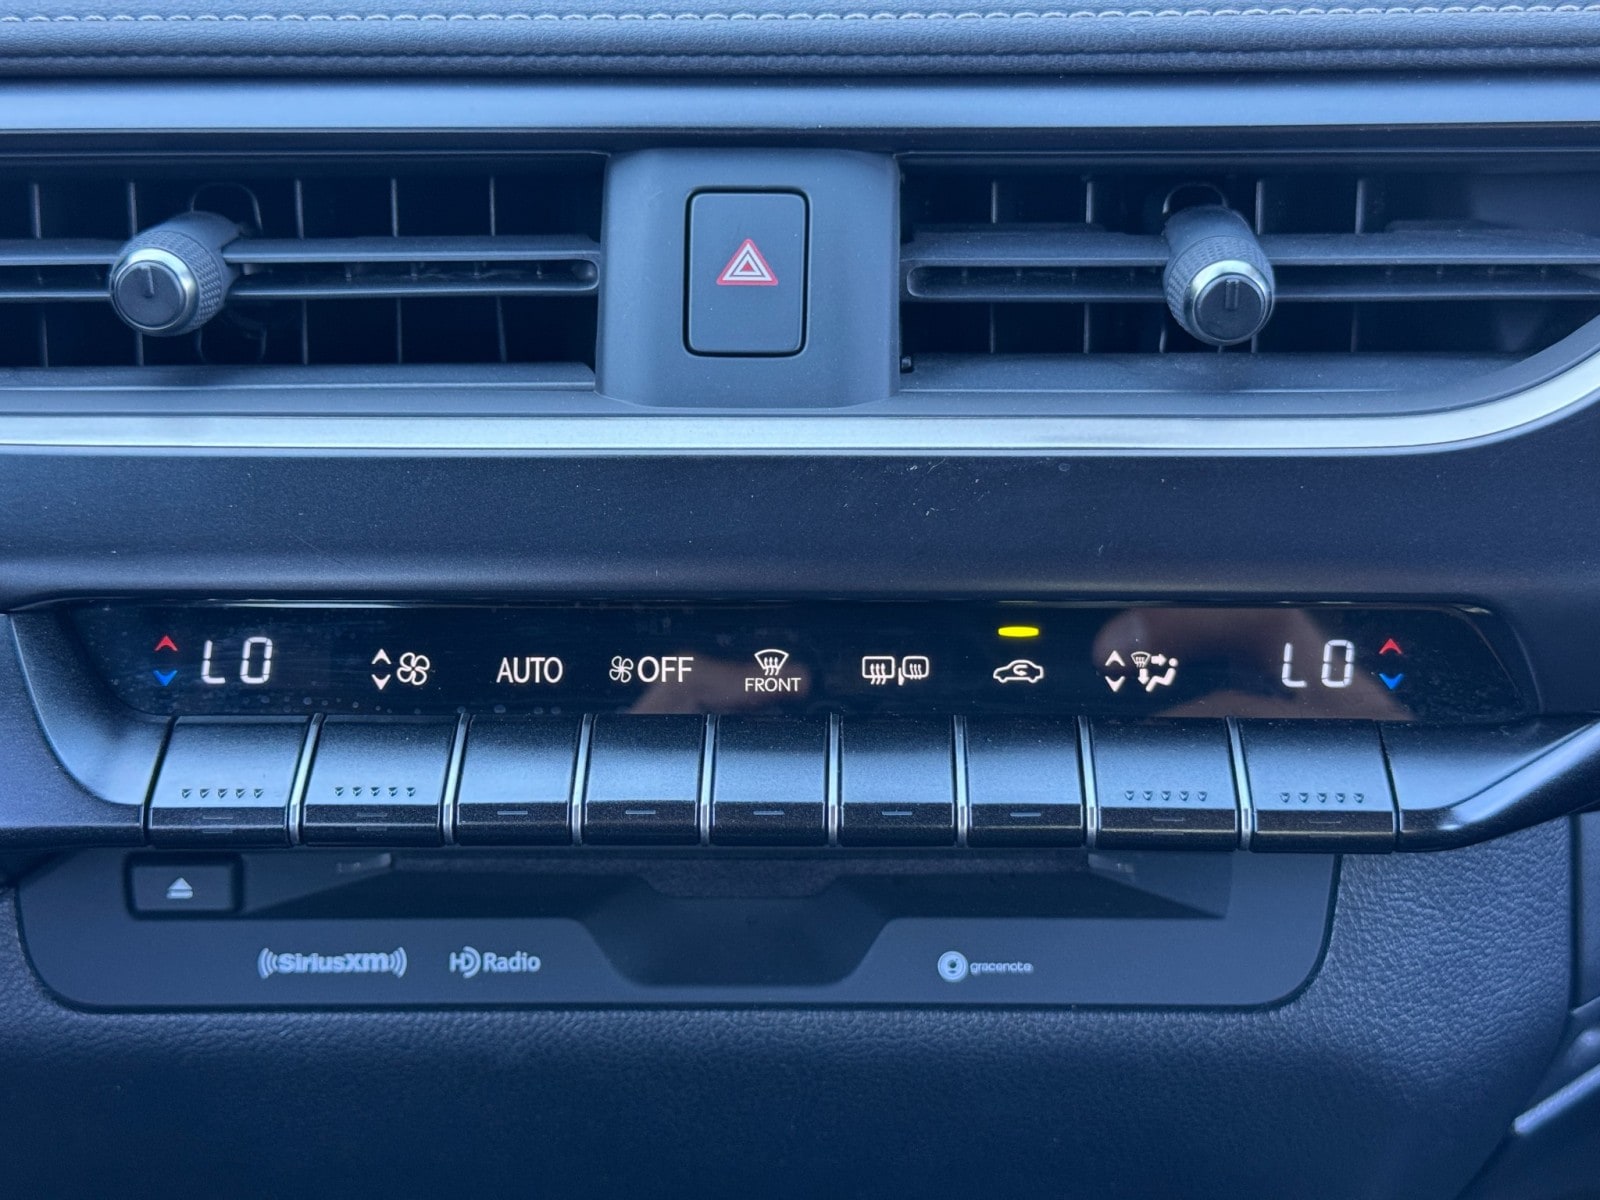 LO
AUTO
OFF
FRONT
LO
SiriusXM
HD Radio
gracenote